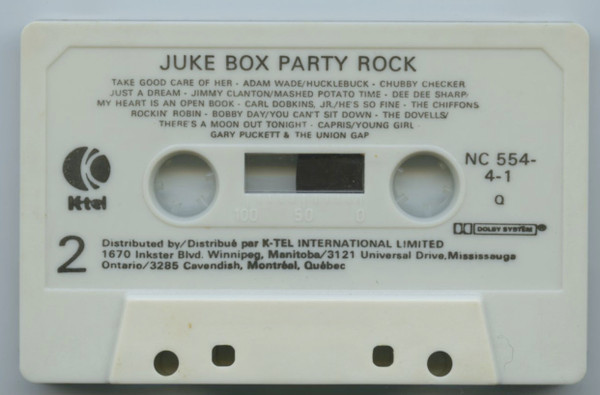 JUKE BOX PARTY ROCK
TAKE GOOD CARE OF HER - ADAM WADE/HUCKLEBUCK - CHUBBY CHECKER
JUST A DREAM - JIMMY CLANTON/MASHED POTATO TIME - DEE DEE SHARP
MY HEART IS AN OPEN BOOK - CARL DOBKINS, JR./HE'S SO FINE - THE CHIFFONS
ROCKIN' ROBIN - BOBBY DAY/YOU CAN'T SIT DOWN - THE DOVELLS/
THERE'S A MOON OUT TONIGHT - CAPRIS/YOUNG GIRL
GARY PUCKETT & THE UNION GAP
K-tel
NC 554-
4-1
Q
100 50 0
DOLBY SYSTEM®
2
Distributed by/Distribué par K-TEL INTERNATIONAL LIMITED
1670 Inkster Blvd. Winnipeg, Manitoba/3121 Universal Drive, Mississauga
Ontario/3285 Cavendish, Montréal, Québec